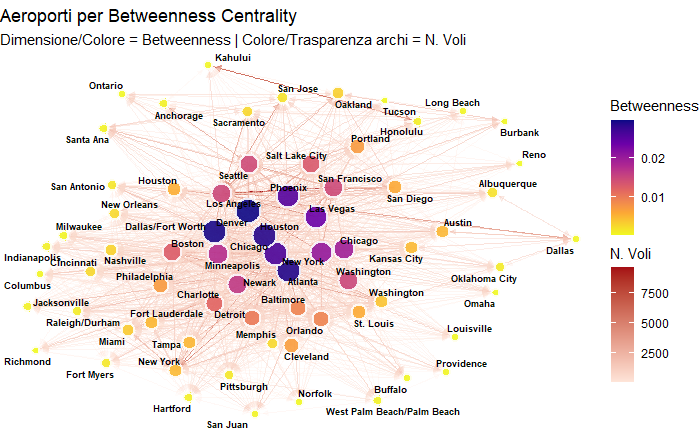 Aeroporti per Betweenness Centrality
Dimensione/Colore = Betweenness | Colore/Trasparenza archi = N. Voli
Kahului
Ontario
San Jose
Oakland
Anchorage
Tucson
Long Beach
Sacramento
Honolulu
Burbank
Santa Ana
Portland
Salt Lake City
Reno
Seattle
San Francisco
San Antonio
Houston
Phoenix
Albuquerque
New Orleans
Los Angeles
Las Vegas
San Diego
Milwaukee
Dallas/Fort Worth
Denver
Houston
Austin
Indianapolis
Boston
Chicago
Chicago
Dallas
Cincinnati
Nashville
Minneapolis
New York
Kansas City
Columbus
Philadelphia
Newark
Atlanta
Washington
Oklahoma City
Jacksonville
Charlotte
Baltimore
Washington
Omaha
Raleigh/Durham
Fort Lauderdale
Detroit
Orlando
St. Louis
Miami
Tampa
Memphis
Louisville
Richmond
New York
Cleveland
Fort Myers
Pittsburgh
Providence
Hartford
Norfolk
Buffalo
San Juan
West Palm Beach/Palm Beach
Betweenness
0.02
0.01
N. Voli
7500
5000
2500